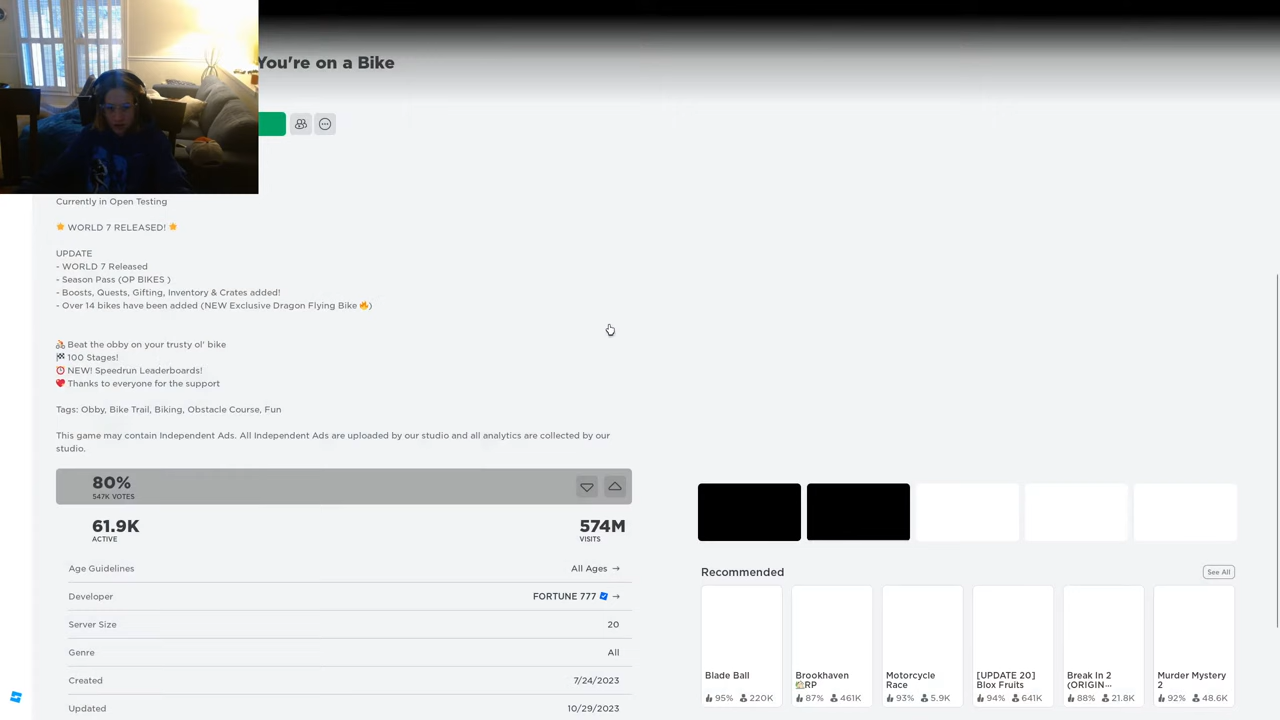 You're on a Bike
Currently in Open Testing
WORLD 7 RELEASED!
UPDATE
- WORLD 7 Released
- Season Pass (OP BIKES )
- Boosts, Quests, Gifting, Inventory & Crates added!
- Over 14 bikes have been added (NEW Exclusive Dragon Flying Bike 🔥)
🚴 Beat the obby on your trusty ol' bike
🏁 100 Stages!
⏰ NEW! Speedrun Leaderboards!
❤️ Thanks to everyone for the support
Tags: Obby, Bike Trail, Biking, Obstacle Course, Fun
This game may contain Independent Ads. All Independent Ads are uploaded by our studio and all analytics are collected by our
studio.
80%
547K VOTES
61.9K
ACTIVE
574M
VISITS
Age Guidelines
All Ages →
Developer
FORTUNE 777 →
Server Size
20
Genre
All
Created
7/24/2023
Updated
10/29/2023
Recommended
See All
Blade Ball
95% 220K
Brookhaven
🏡RP
87% 461K
Motorcycle
Race
93% 5.9K
[UPDATE 20]
Blox Fruits
94% 641K
Break In 2
(ORIGIN...
88% 21.8K
Murder Mystery
2
92% 48.6K